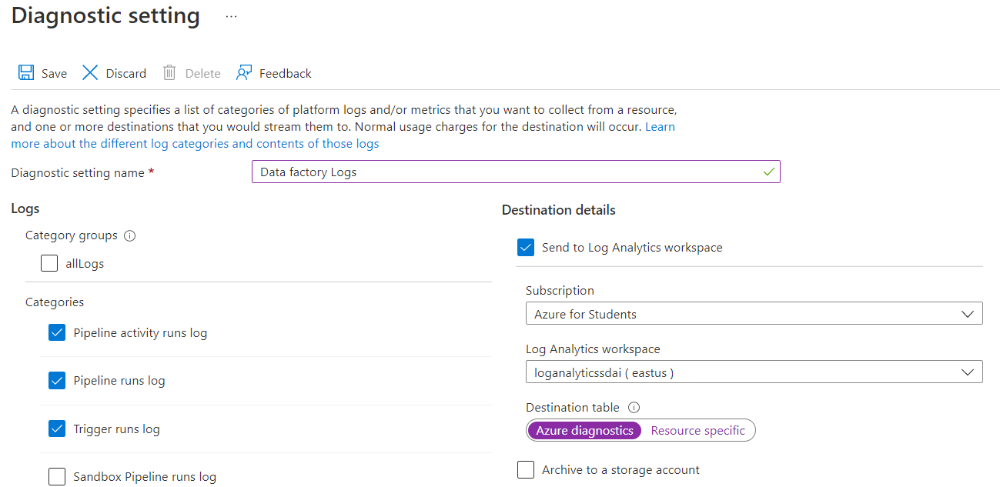 Diagnostic setting ...
Save Discard Delete Feedback
A diagnostic setting specifies a list of categories of platform logs and/or metrics that you want to collect from a resource,
and one or more destinations that you would stream them to. Normal usage charges for the destination will occur. Learn
more about the different log categories and contents of those logs
Diagnostic setting name * Data factory Logs
Logs
Category groups
allLogs
Categories
Pipeline activity runs log
Pipeline runs log
Trigger runs log
Sandbox Pipeline runs log
Destination details
Send to Log Analytics workspace
Subscription
Azure for Students
Log Analytics workspace
loganalyticssdai ( eastus )
Destination table
Azure diagnostics Resource specific
Archive to a storage account